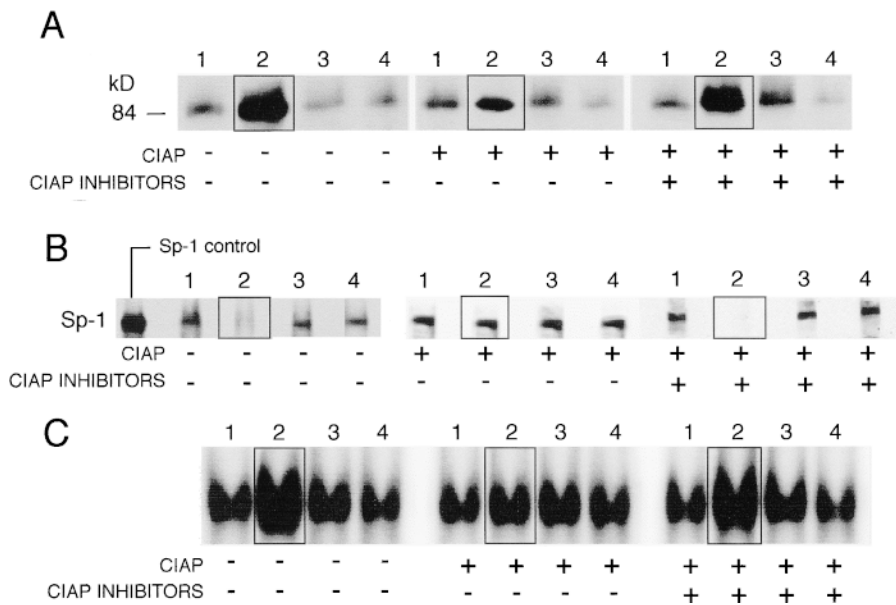 A
1 2 3 4 1 2 3 4 1 2 3 4
kD
84 —
CIAP - - - - + + + + + + + +
CIAP INHIBITORS - - - - - - - - + + + +
B
Sp-1 control
1 2 3 4 1 2 3 4 1 2 3 4
Sp-1
CIAP - - - - + + + + + + + +
CIAP INHIBITORS - - - - - - - - + + + +
C
1 2 3 4 1 2 3 4 1 2 3 4
CIAP - - - - + + + + + + + +
CIAP INHIBITORS - - - - - - - - + + + +